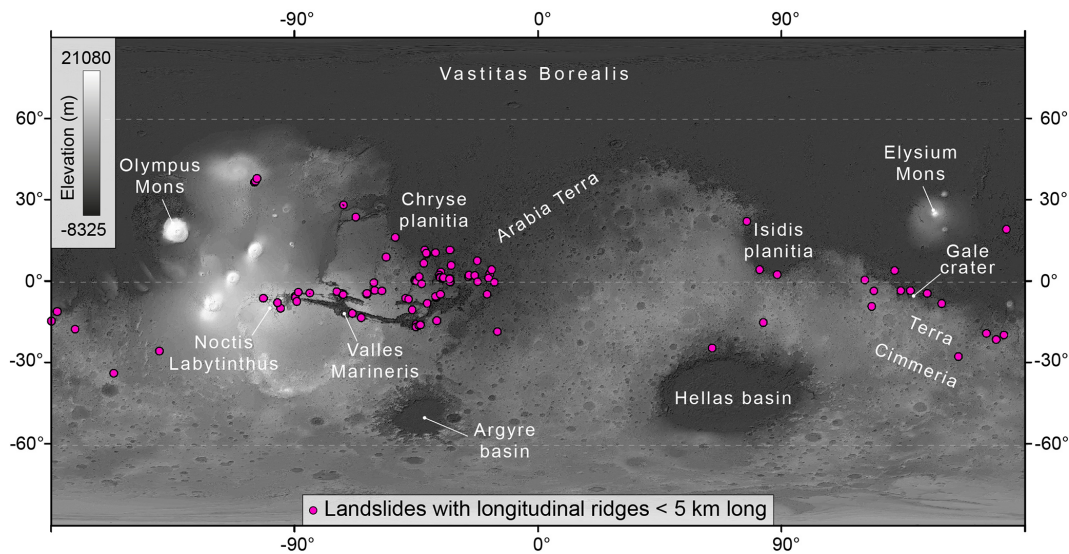 -90°
0°
90°
21080
Elevation (m)
-8325
Vastitas Borealis
60°
60°
Olympus
Mons
Elysium
Mons
30°
30°
Chryse
planitia
Arabia Terra
Isidis
planitia
Gale
crater
0°
0°
Noctis
Labytinthus
Valles
Marineris
Terra
Cimmeria
-30°
-30°
Hellas basin
Argyre
basin
-60°
-60°
Landslides with longitudinal ridges < 5 km long
-90°
0°
90°